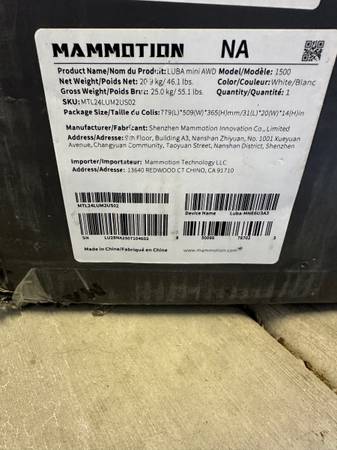 MAMMOTION NA
Product Name/Nom du Produit: LUBA mini AWD Model/Modèle: 1500
Net Weight/Poids Net: 20.9 kg/ 46.1 lbs. Color/Couleur: White/Blanc
Gross Weight/Poids Brut: 25.0 kg/ 55.1 lbs. Quantity/Quantité: 1
SKU: MTL24LUM2US02
Package Size/Taille du Colis: 779(L)*509(W)*365(H)mm/31(L)*20(W)*14(H)in
Manufacturer/Fabricant: Shenzhen Mammotion Innovation Co., Limited
Address/Adresse: 9th Floor, Building A3, Nanshan Zhiyuan, No. 1001 Xueyuan
Avenue, Changyuan Community, Taoyuan Street, Nanshan District, Shenzhen
Importer/Importateur: Mammotion Technology LLC
Address/Adresse: 13640 REDWOOD CT CHINO, CA 91710
MTL24LUM2US02 Device Name Luba-MN66U3A3
SN
Made in China/Fabriqué en Chine www.mammotion.com